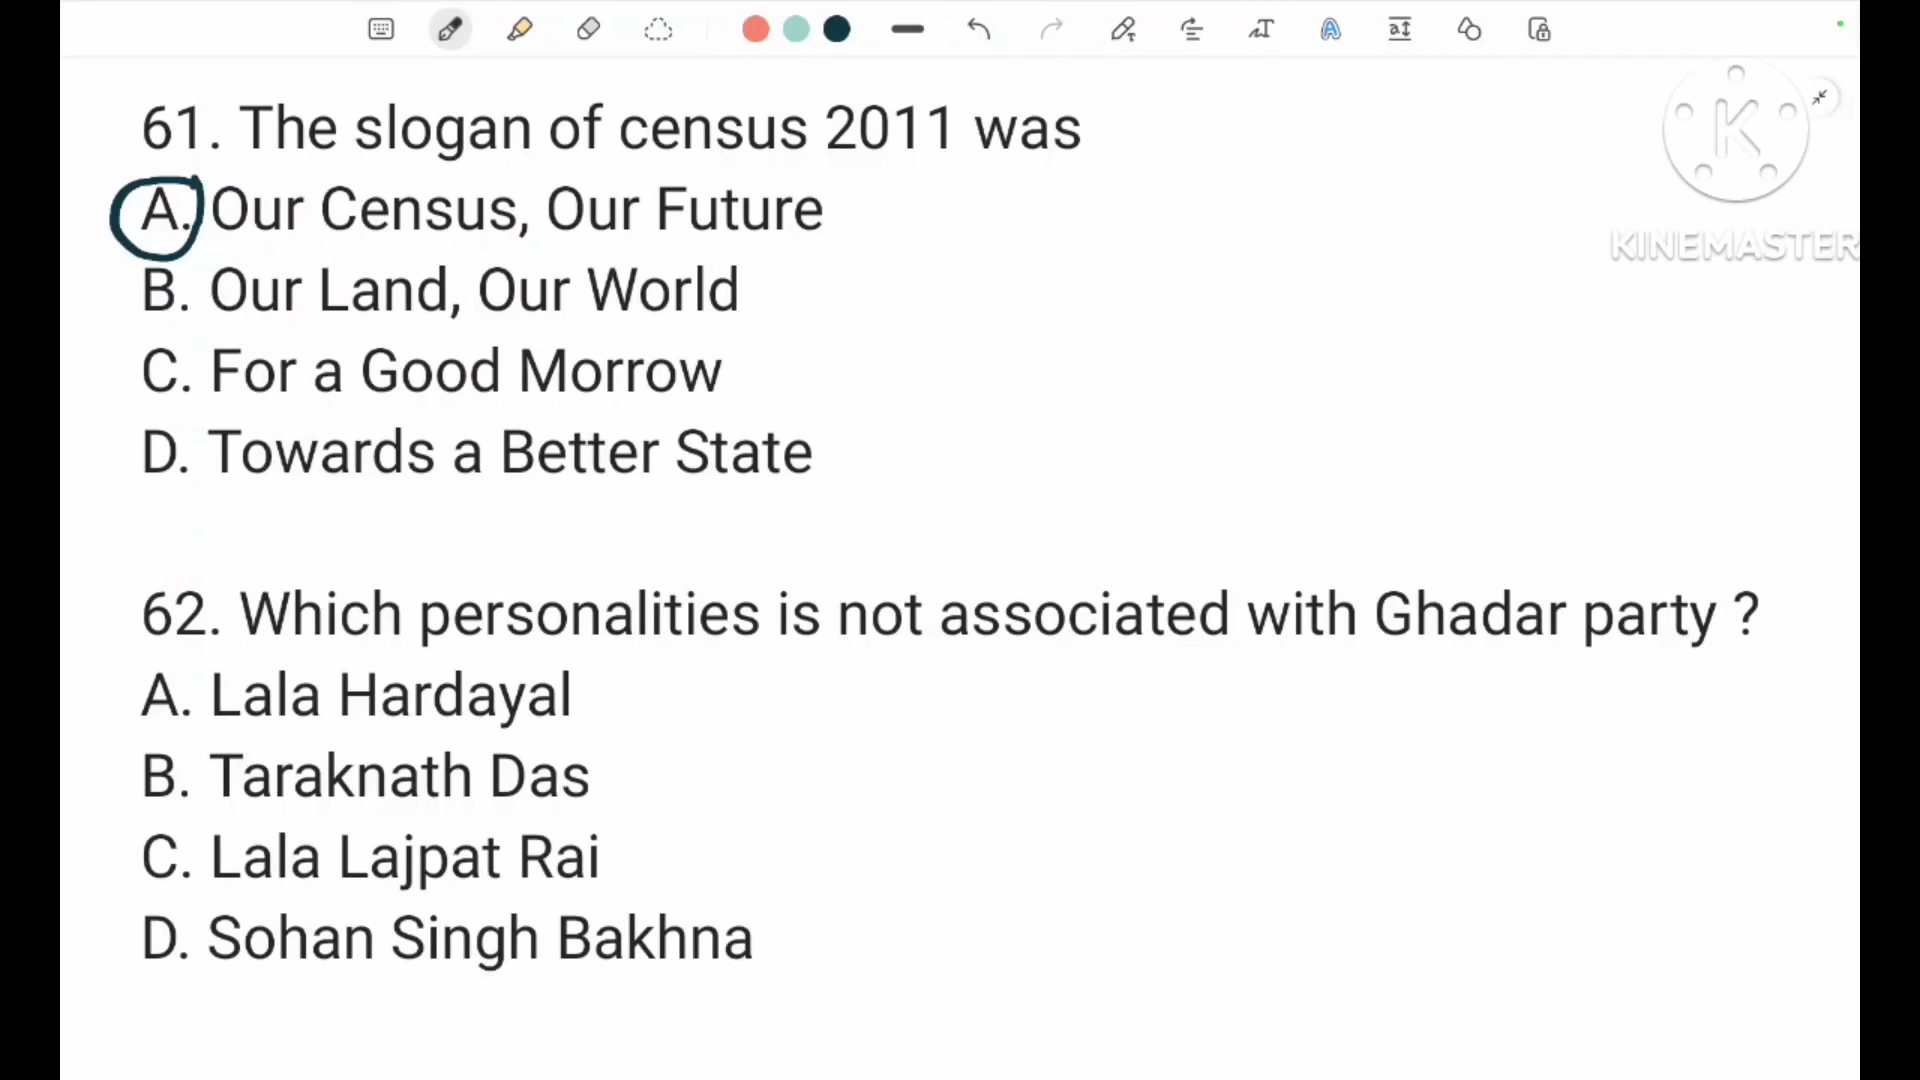 61. The slogan of census 2011 was
A. Our Census, Our Future
B. Our Land, Our World
C. For a Good Morrow
D. Towards a Better State
62. Which personalities is not associated with Ghadar party ?
A. Lala Hardayal
B. Taraknath Das
C. Lala Lajpat Rai
D. Sohan Singh Bakhna
K
KINEMASTER